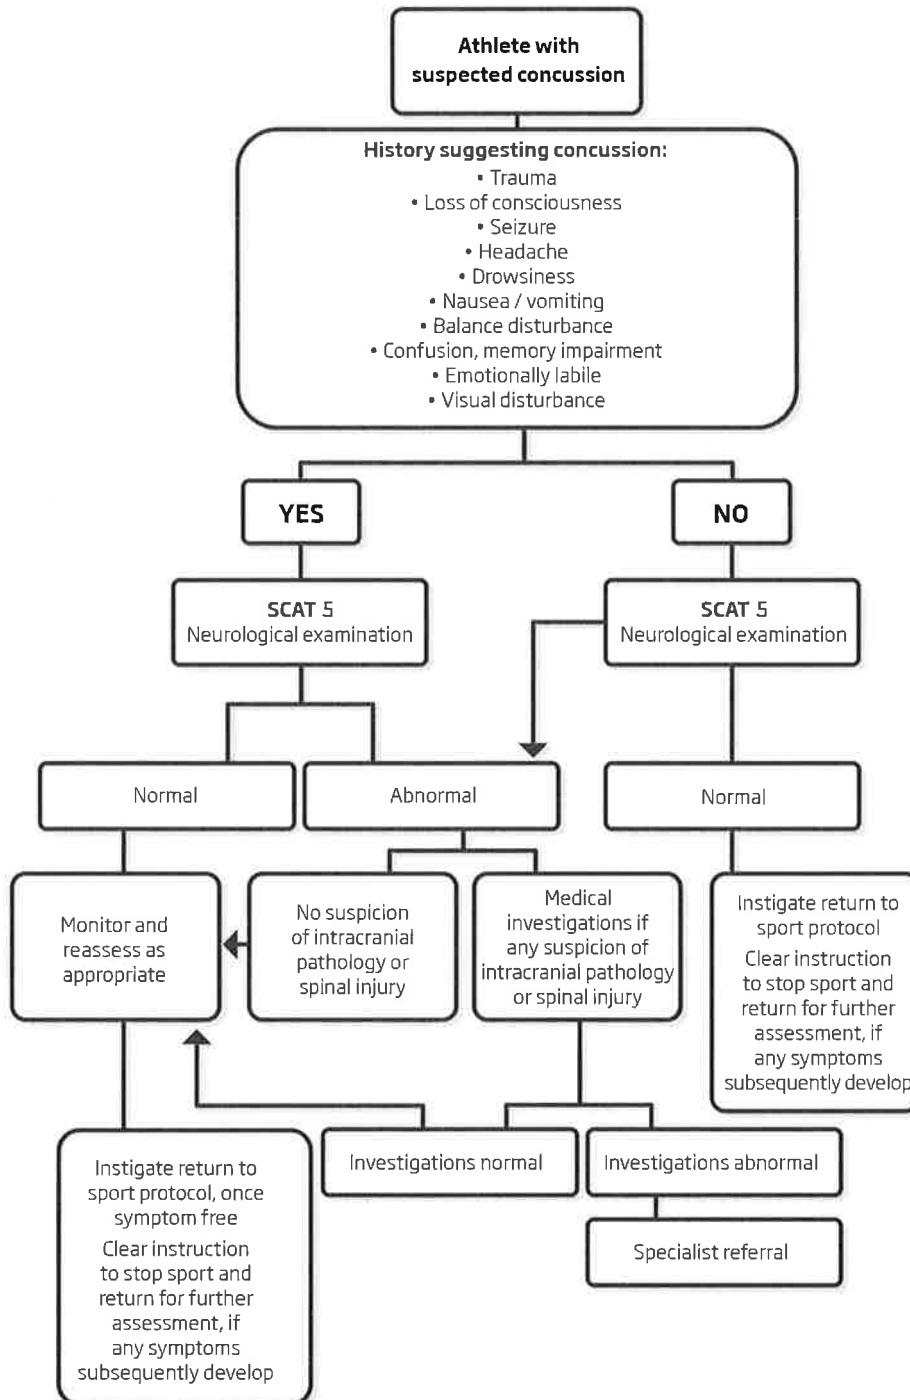 Athlete with
suspected concussion
History suggesting concussion:
• Trauma
• Loss of consciousness
• Seizure
• Headache
• Drowsiness
• Nausea / vomiting
• Balance disturbance
• Confusion, memory impairment
• Emotionally labile
• Visual disturbance
YES
NO
SCAT 5
Neurological examination
SCAT 5
Neurological examination
Normal
Abnormal
Normal
Monitor and
reassess as
appropriate
No suspicion
of intracranial
pathology or
spinal injury
Medical
investigations if
any suspicion of
intracranial pathology
or spinal injury
Instigate return to
sport protocol
Clear instruction
to stop sport and
return for further
assessment, if
any symptoms
subsequently develop
Instigate return to
sport protocol, once
symptom free
Clear instruction
to stop sport and
return for further
assessment, if
any symptoms
subsequently develop
Investigations normal
Investigations abnormal
Specialist referral